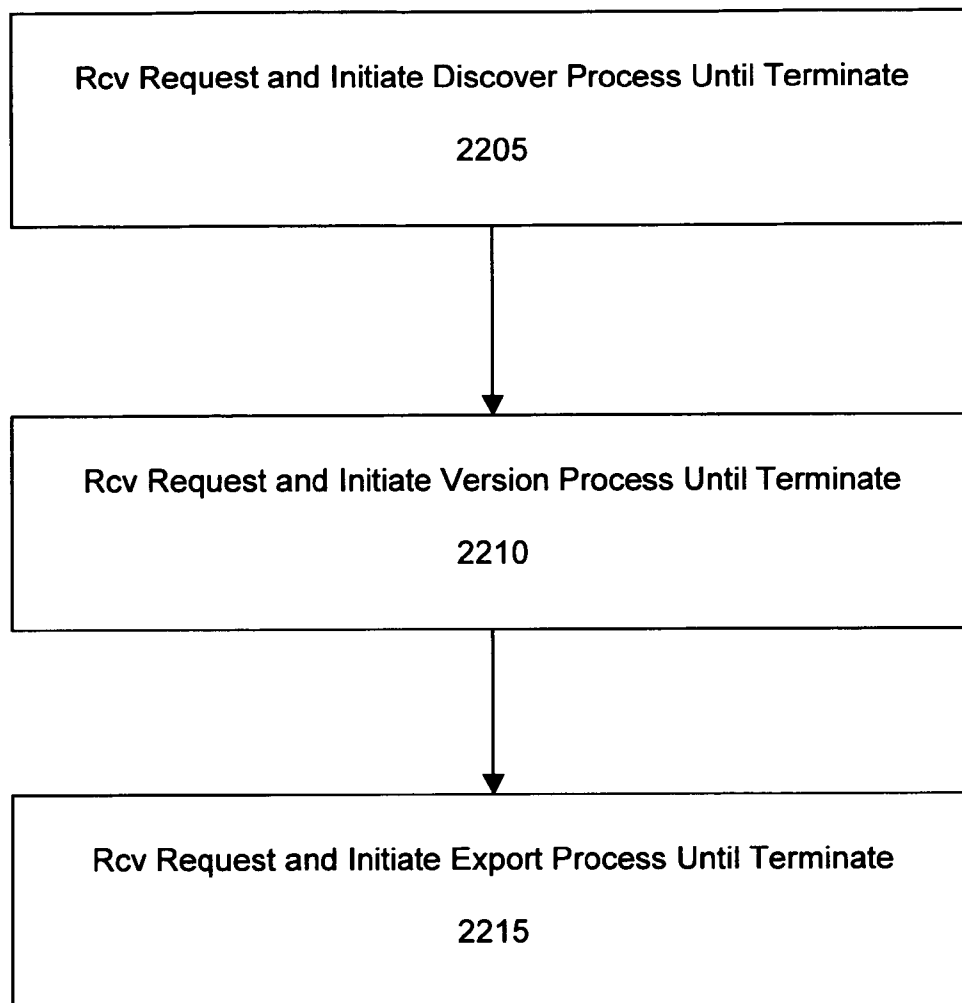 Rcv Request and Initiate Discover Process Until Terminate
2205
Rcv Request and Initiate Version Process Until Terminate
2210
Rcv Request and Initiate Export Process Until Terminate
2215